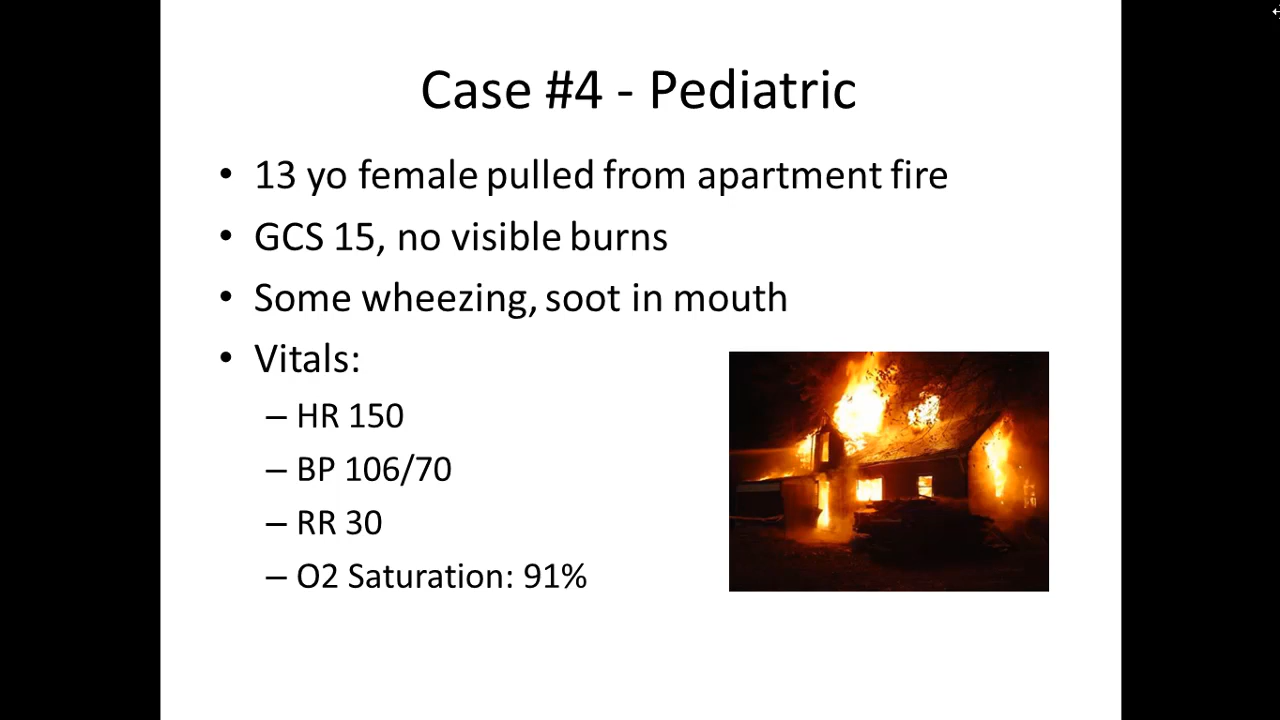 Case #4 - Pediatric
• 13 yo female pulled from apartment fire
• GCS 15, no visible burns
• Some wheezing, soot in mouth
• Vitals:
– HR 150
– BP 106/70
– RR 30
– O2 Saturation: 91%